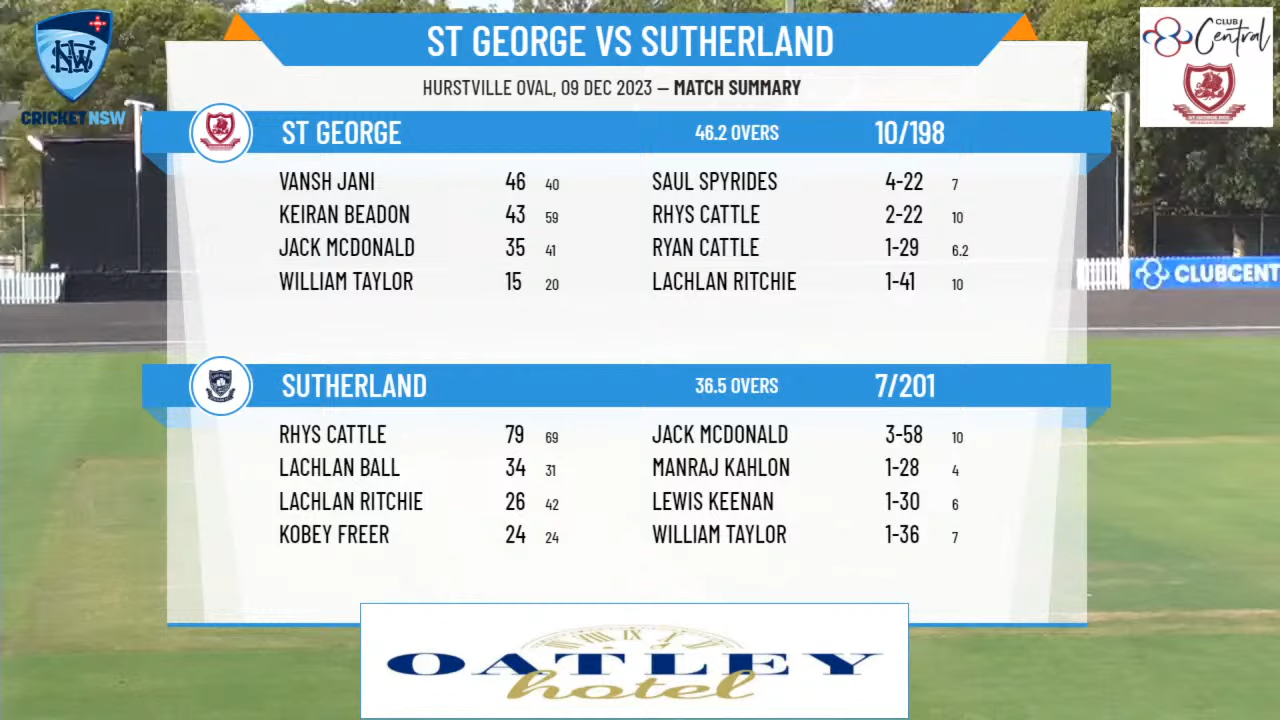 ST GEORGE VS SUTHERLAND
HURSTVILLE OVAL, 09 DEC 2023 – MATCH SUMMARY
NSW
CRICKET NSW
CLUB
Central
ST GEORGE 46.2 OVERS 10/198
VANSH JANI 46 40 SAUL SPYRIDES 4-22 7
KEIRAN BEADON 43 59 RHYS CATTLE 2-22 10
JACK MCDONALD 35 41 RYAN CATTLE 1-29 6.2
WILLIAM TAYLOR 15 20 LACHLAN RITCHIE 1-41 10
CLUBCENT
SUTHERLAND 36.5 OVERS 7/201
RHYS CATTLE 79 69 JACK MCDONALD 3-58 10
LACHLAN BALL 34 31 MANRAJ KAHLON 1-28 4
LACHLAN RITCHIE 26 42 LEWIS KEENAN 1-30 6
KOBEY FREER 24 24 WILLIAM TAYLOR 1-36 7
OATLEY
hotel